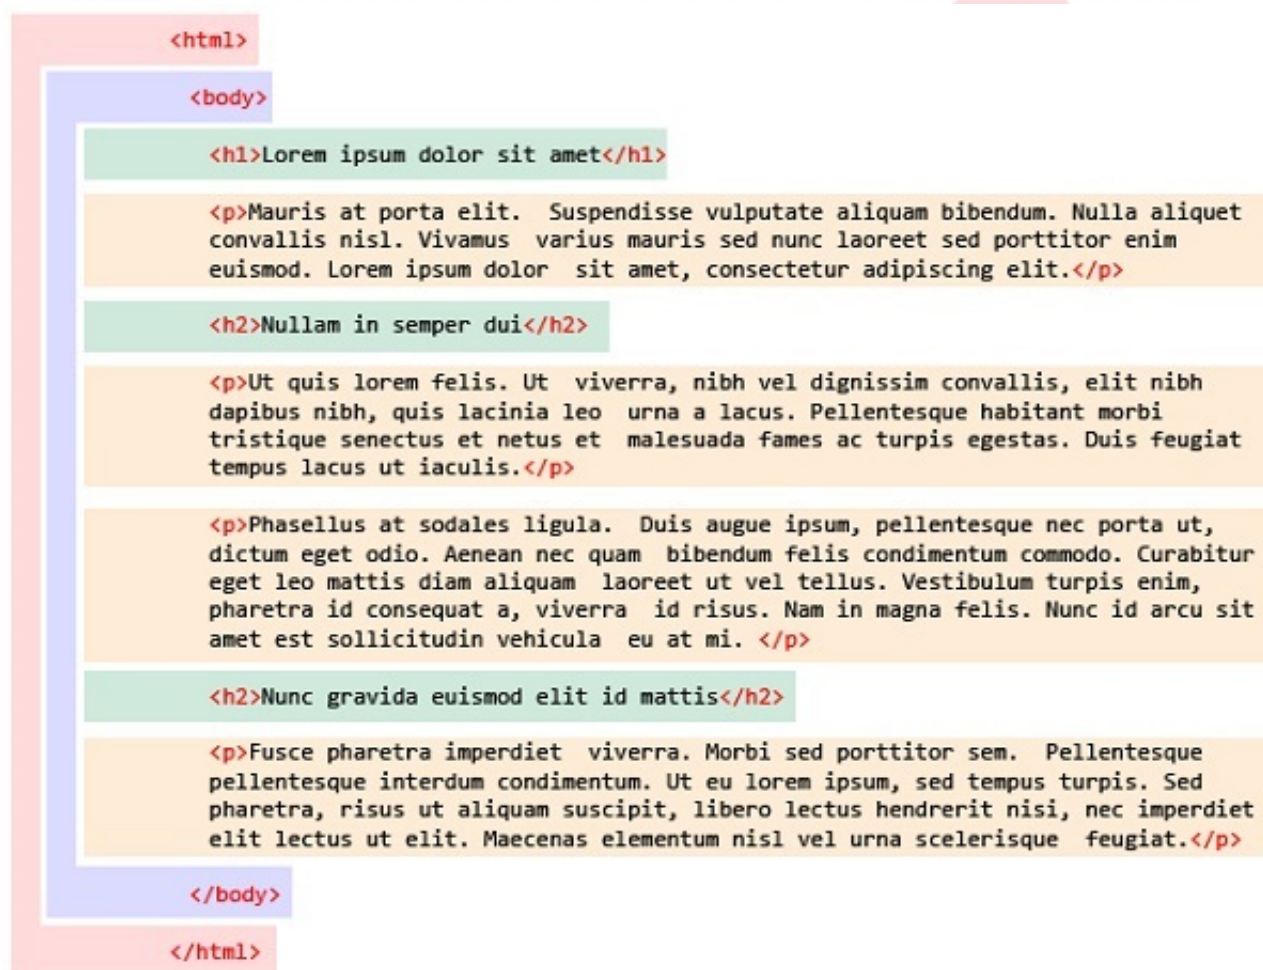 <html>
<body>
<h1>Lorem ipsum dolor sit amet</h1>
<p>Mauris at porta elit.  Suspendisse vulputate aliquam bibendum. Nulla aliquet
convallis nisl. Vivamus  varius mauris sed nunc laoreet sed porttitor enim
euismod. Lorem ipsum dolor  sit amet, consectetur adipiscing elit.</p>
<h2>Nullam in semper dui</h2>
<p>Ut quis lorem felis. Ut  viverra, nibh vel dignissim convallis, elit nibh
dapibus nibh, quis lacinia leo  urna a lacus. Pellentesque habitant morbi
tristique senectus et netus et  malesuada fames ac turpis egestas. Duis feugiat
tempus lacus ut iaculis.</p>
<p>Phasellus at sodales ligula.  Duis augue ipsum, pellentesque nec porta ut,
dictum eget odio. Aenean nec quam  bibendum felis condimentum commodo. Curabitur
eget leo mattis diam aliquam  laoreet ut vel tellus. Vestibulum turpis enim,
pharetra id consequat a, viverra  id risus. Nam in magna felis. Nunc id arcu sit
amet est sollicitudin vehicula  eu at mi. </p>
<h2>Nunc gravida euismod elit id mattis</h2>
<p>Fusce pharetra imperdiet  viverra. Morbi sed porttitor sem.  Pellentesque
pellentesque interdum condimentum. Ut eu lorem ipsum, sed tempus turpis. Sed
pharetra, risus ut aliquam suscipit, libero lectus hendrerit nisi, nec imperdiet
elit lectus ut elit. Maecenas elementum nisl vel urna scelerisque  feugiat.</p>
</body>
</html>